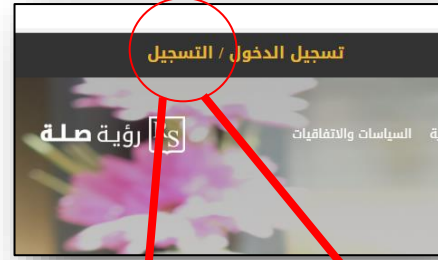 تسجيل الدخول / التسجيل
السياسات والاتفاقيات
رؤية صلة